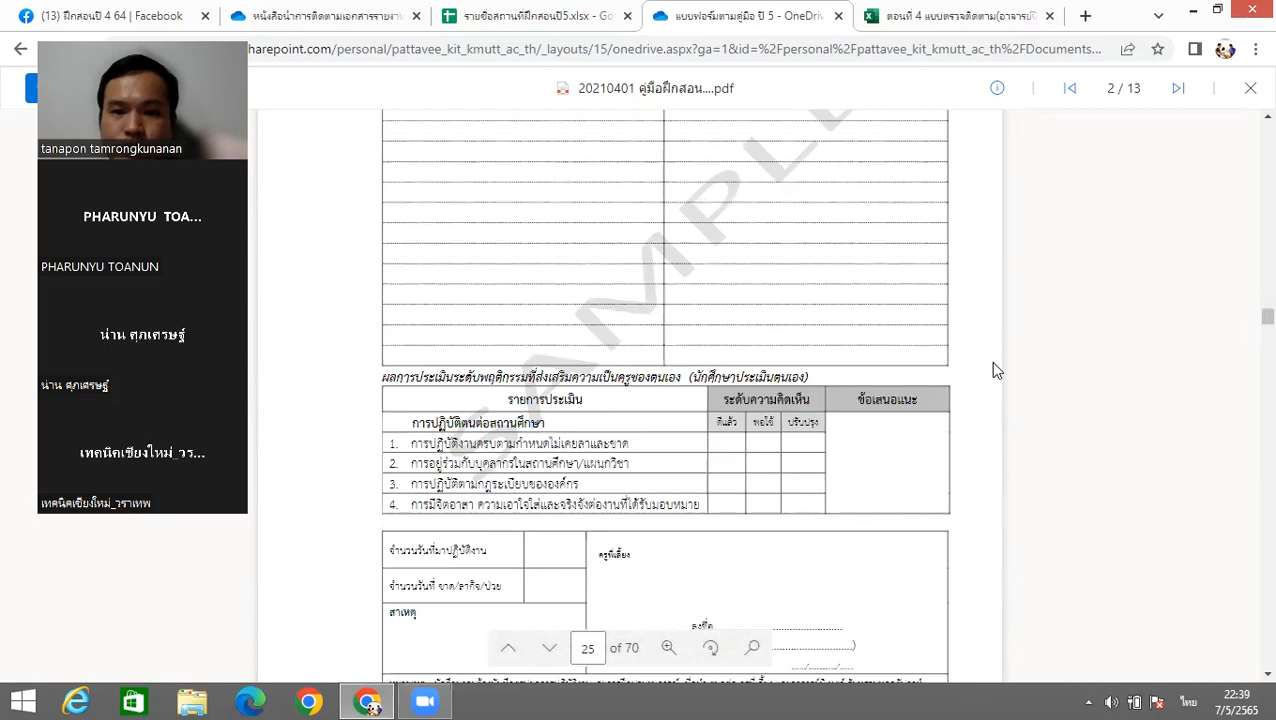 (13) ฝึกสอนปี 4 64 | Facebook
หนังสือนำการติดตามเอกสารรายงา
รายชื่อสถานที่ฝึกสอนปี5.xlsx - Go
แบบฟอร์มตามคู่มือ ปี 5 - OneDriv
ตอนที่ 4 แบบตรวจติดตาม(อาจารย์นิ
harepoint.com/personal/pattavee_kit_kmutt_ac_th/_layouts/15/onedrive.aspx?ga=1&id=%2Fpersonal%2Fpattavee_kit_kmutt_ac_th%2FDocuments...
20210401 คู่มือฝึกสอน....pdf
2 / 13
tanapon tamrongkunanan
PHARUNYU TOA...
PHARUNYU TOANUN
น่าน ศุภเศรษฐ์
น่าน ศุภเศรษฐ์
เทคนิคเชียงใหม่_วร...
เทคนิคเชียงใหม่_วราเทพ
SAMPLE
ผลการประเมินระดับพฤติกรรมที่ส่งเสริมความเป็นครูของตนเอง (นักศึกษาประเมินตนเอง)
รายการประเมิน ระดับความคิดเห็น ข้อเสนอแนะ
การปฏิบัติตนต่อสถานศึกษา ดีแล้ว พอใช้ ปรับปรุง
1. การปฏิบัติงานครบตามกำหนดไม่เคยลาและขาด
2. การอยู่ร่วมกับบุคลากรในสถานศึกษา/แผนกวิชา
3. การปฏิบัติตามกฎระเบียบขององค์กร
4. การมีจิตอาสา ความเอาใจใส่และจริงจังต่องานที่ได้รับมอบหมาย
จำนวนวันที่มาปฏิบัติงาน
ครูพี่เลี้ยง
จำนวนวันที่ ขาด/ลากิจ/ป่วย
สาเหตุ
ลงชื่อ
25 of 70
ไทย
22:39
7/5/2565